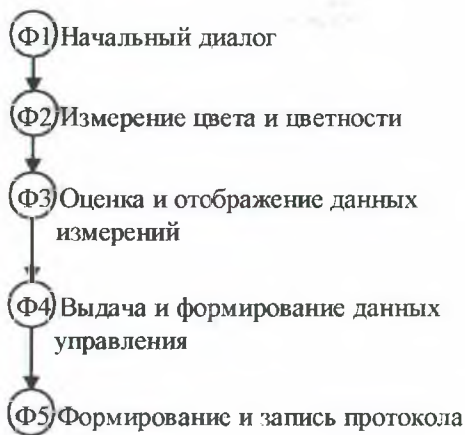 Ф1 Начальный диалог
Ф2 Измерение цвета и цветности
Ф3 Оценка и отображение данных
измерений
Ф4 Выдача и формирование данных
управления
Ф5 Формирование и запись протокола